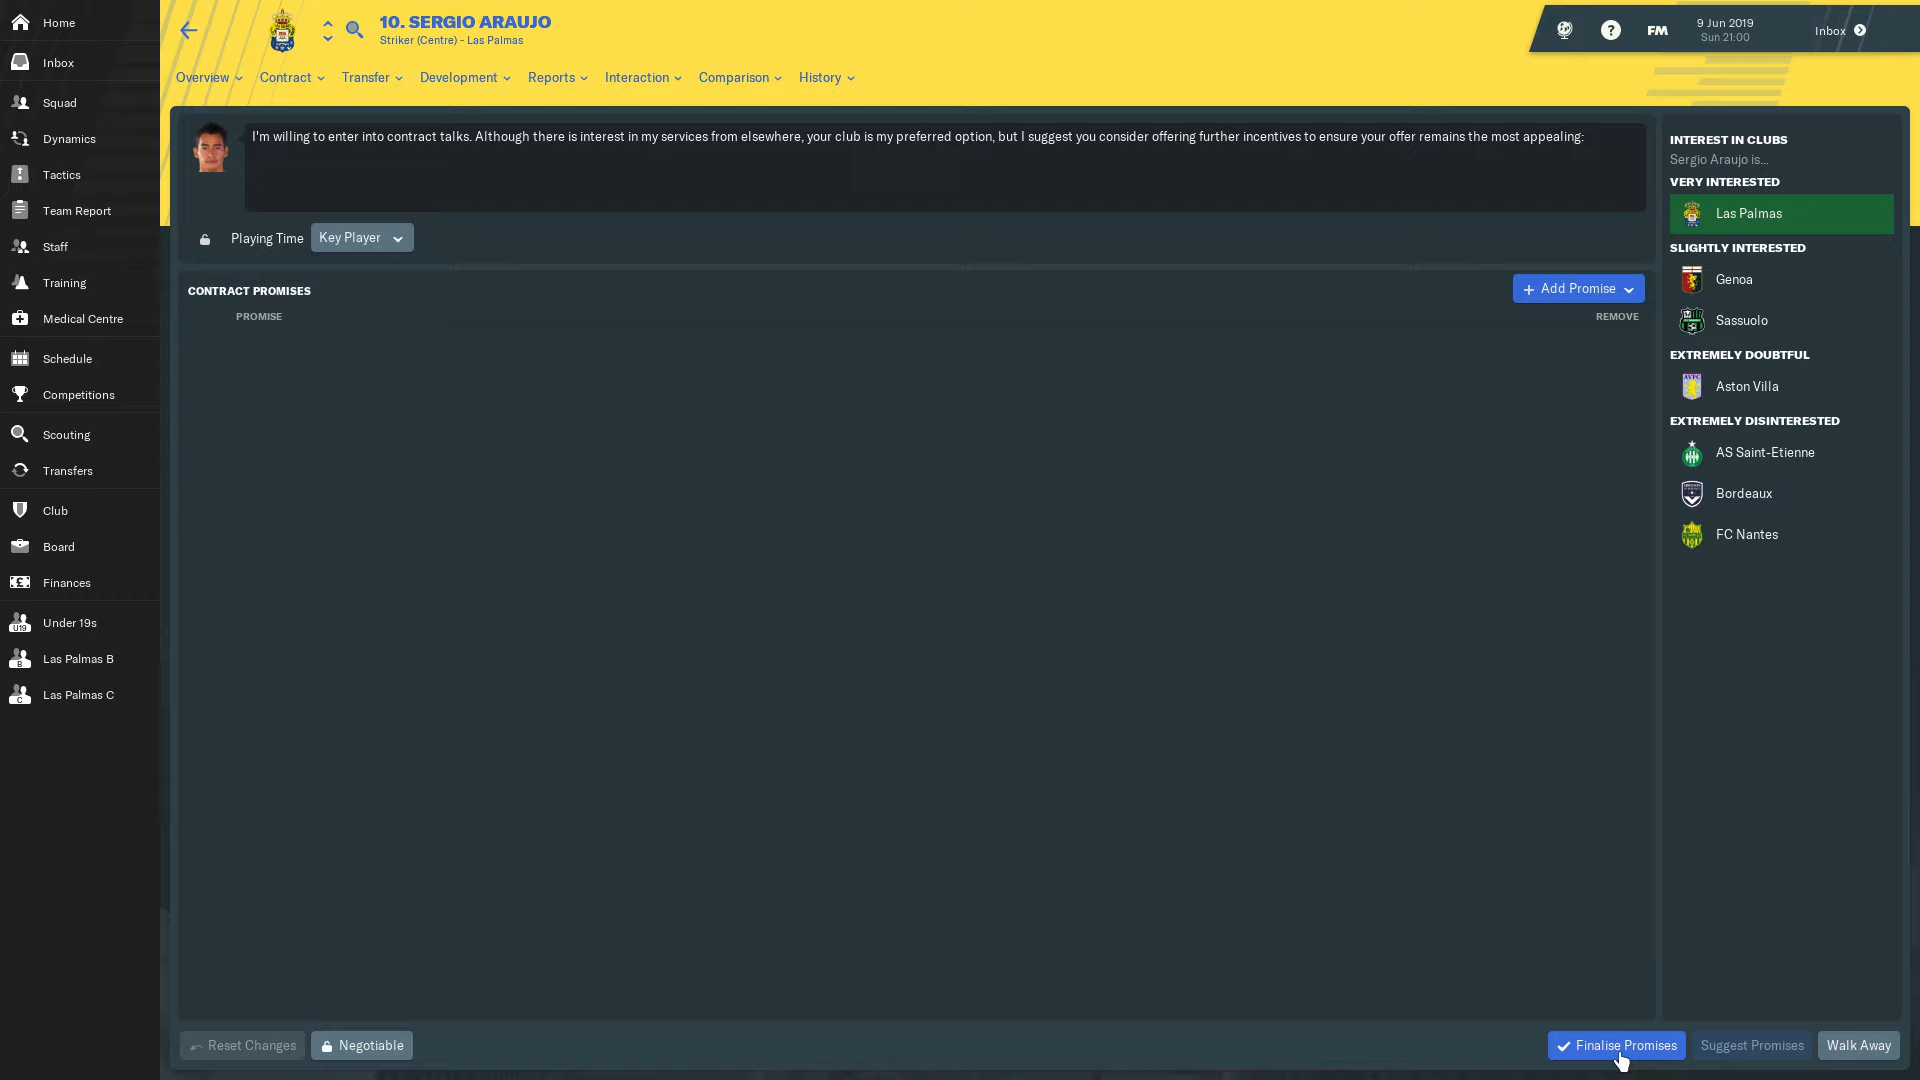 Home
Inbox
Squad
Dynamics
Tactics
Team Report
Staff
Training
Medical Centre
Schedule
Competitions
Scouting
Transfers
Club
Board
Finances
U19 Under 19s
B Las Palmas B
C Las Palmas C
10. SERGIO ARAUJO
Striker (Centre) - Las Palmas
? FM
9 Jun 2019
Sun 21:00
Inbox
Overview Contract Transfer Development Reports Interaction Comparison History
I'm willing to enter into contract talks. Although there is interest in my services from elsewhere, your club is my preferred option, but I suggest you consider offering further incentives to ensure your offer remains the most appealing:
Playing Time Key Player
CONTRACT PROMISES
+ Add Promise
PROMISE REMOVE
INTEREST IN CLUBS
Sergio Araujo is...
VERY INTERESTED
Las Palmas
SLIGHTLY INTERESTED
Genoa
Sassuolo
EXTREMELY DOUBTFUL
AVFC Aston Villa
EXTREMELY DISINTERESTED
AS Saint-Etienne
Bordeaux
FC Nantes
Reset Changes Negotiable Finalise Promises Suggest Promises Walk Away